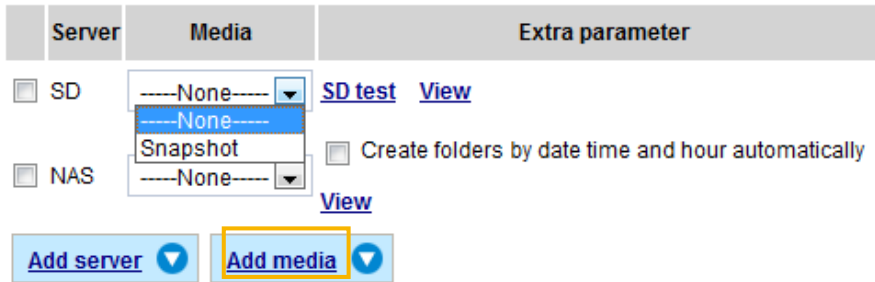 Server Media Extra parameter
SD -----None----- SD test View
-----None-----
Snapshot
Create folders by date time and hour automatically
NAS -----None-----
View
Add server Add media